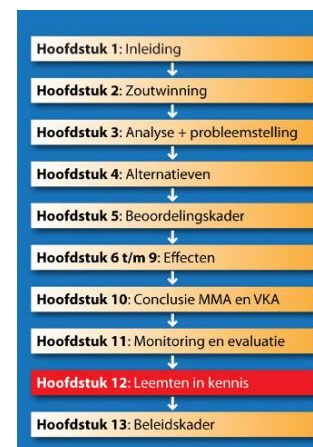 Hoofdstuk 1: Inleiding
Hoofdstuk 2: Zoutwinning
Hoofdstuk 3: Analyse + probleemstelling
Hoofdstuk 4: Alternatieven
Hoofdstuk 5: Beoordelingskader
Hoofdstuk 6 t/m 9: Effecten
Hoofdstuk 10: Conclusie MMA en VKA
Hoofdstuk 11: Monitoring en evaluatie
Hoofdstuk 12: Leemten in kennis
Hoofdstuk 13: Beleidskader